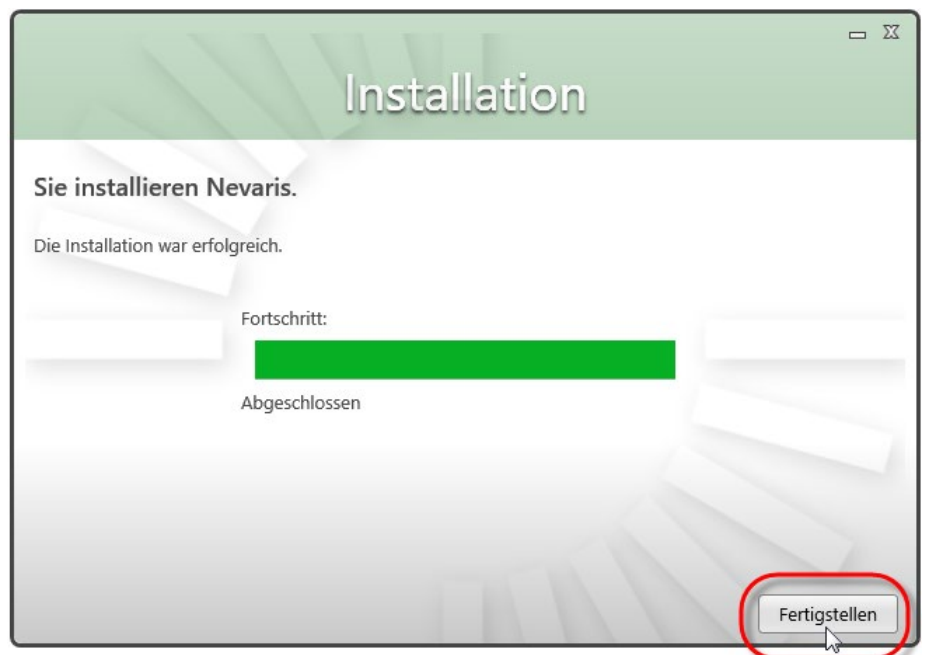 Installation
Sie installieren Nevaris.
Die Installation war erfolgreich.
Fortschritt:
Abgeschlossen
Fertigstellen